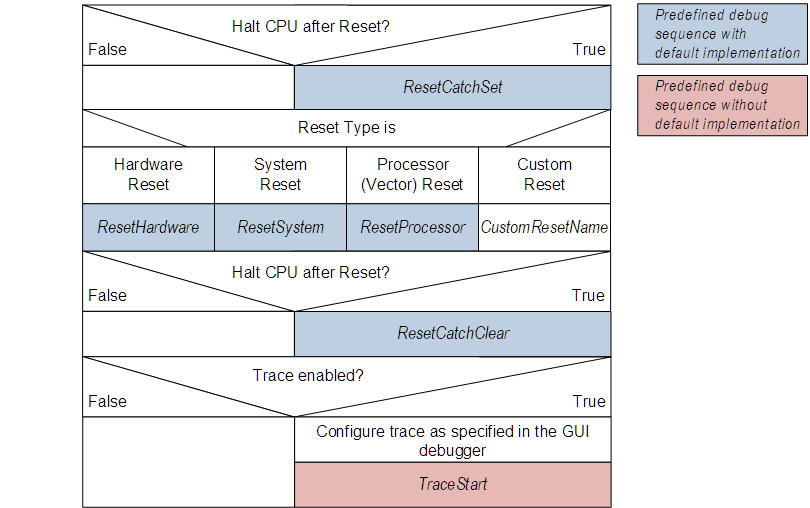 Halt CPU after Reset?
False
True
ResetCatchSet
Reset Type is
Hardware
Reset
System
Reset
Processor
(Vector) Reset
Custom
Reset
ResetHardware
ResetSystem
ResetProcessor
CustomResetName
Halt CPU after Reset?
False
True
ResetCatchClear
Trace enabled?
False
True
Configure trace as specified in the GUI
debugger
TraceStart
Predefined debug
sequence with
default implementation
Predefined debug
sequence without
default implementation